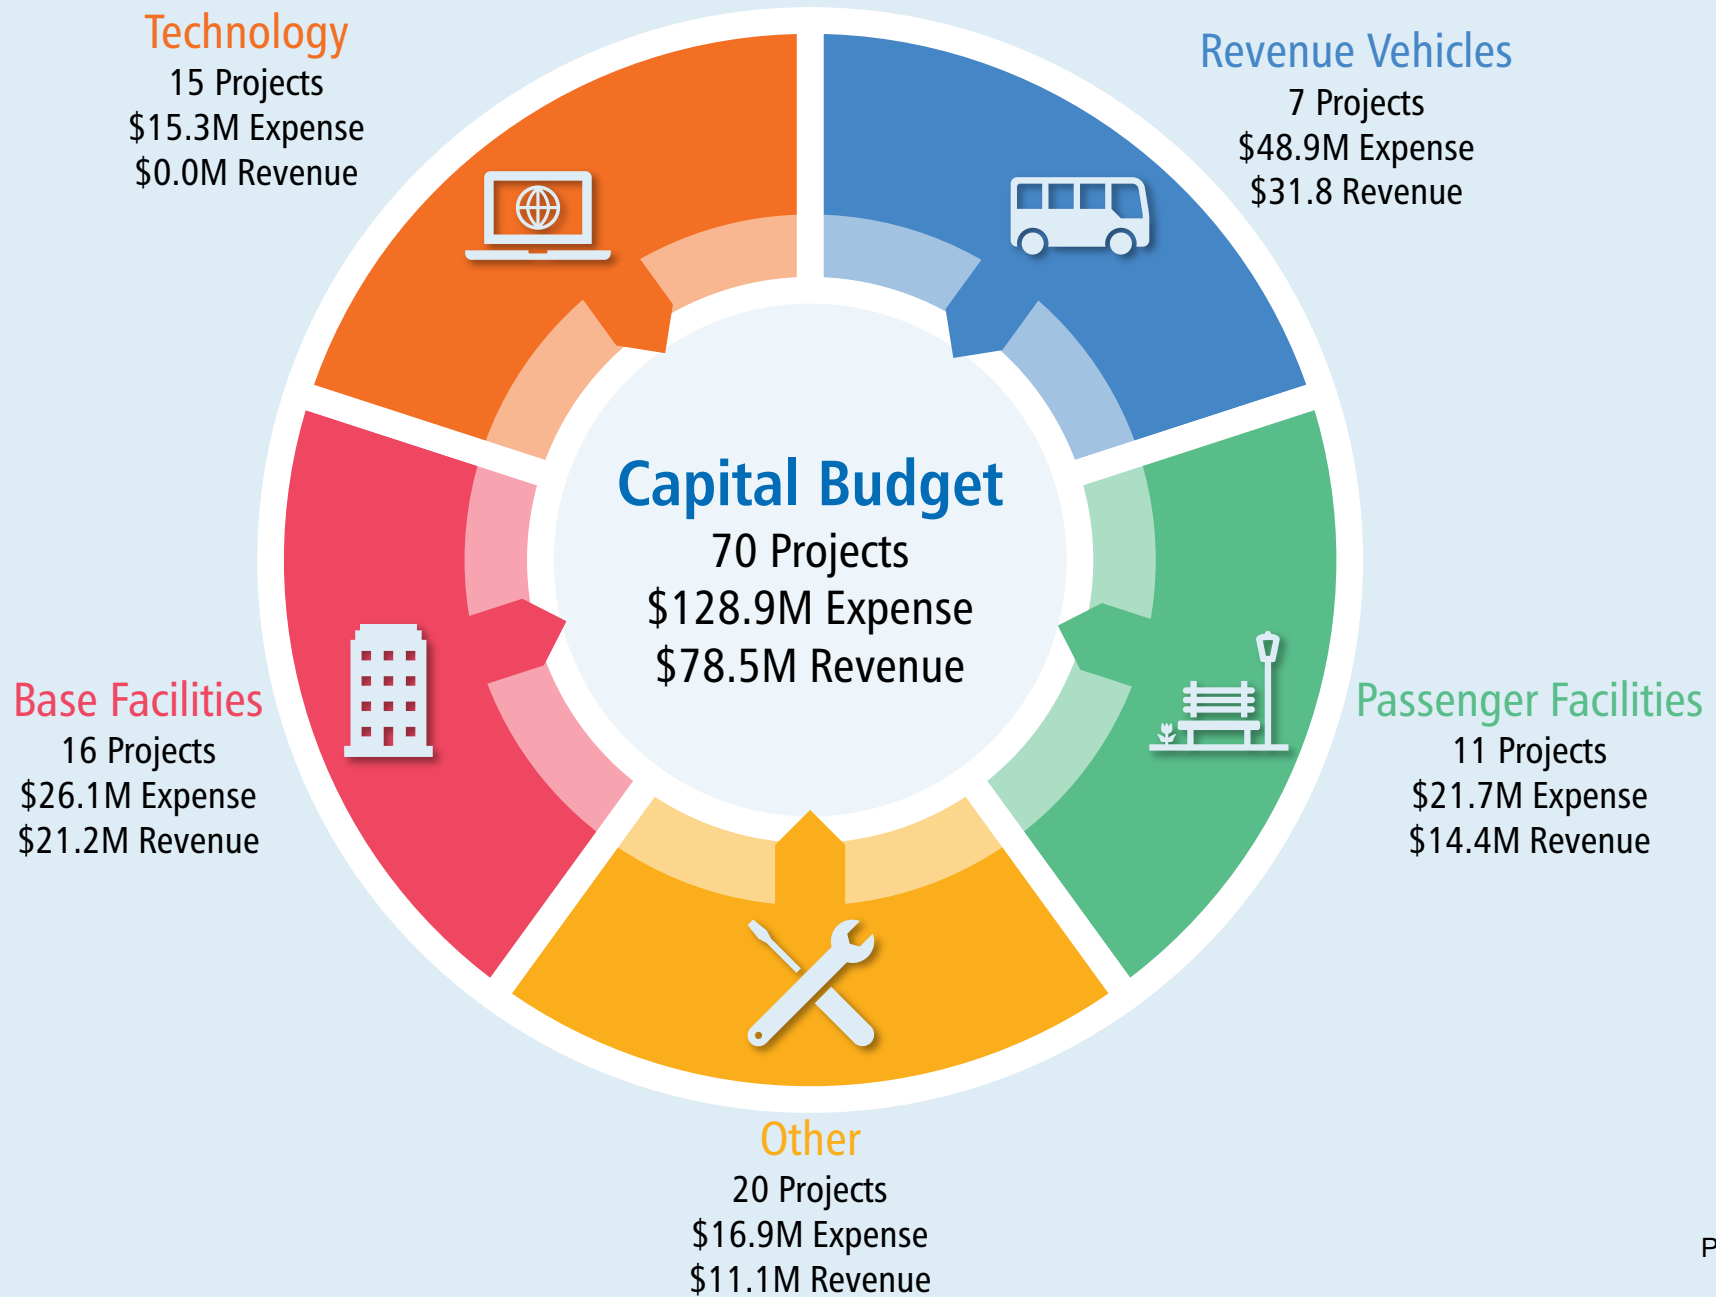 Technology
15 Projects
$15.3M Expense
$0.0M Revenue
Revenue Vehicles
7 Projects
$48.9M Expense
$31.8 Revenue
Capital Budget
70 Projects
$128.9M Expense
$78.5M Revenue
Base Facilities
16 Projects
$26.1M Expense
$21.2M Revenue
Passenger Facilities
11 Projects
$21.7M Expense
$14.4M Revenue
Other
20 Projects
$16.9M Expense
$11.1M Revenue
P